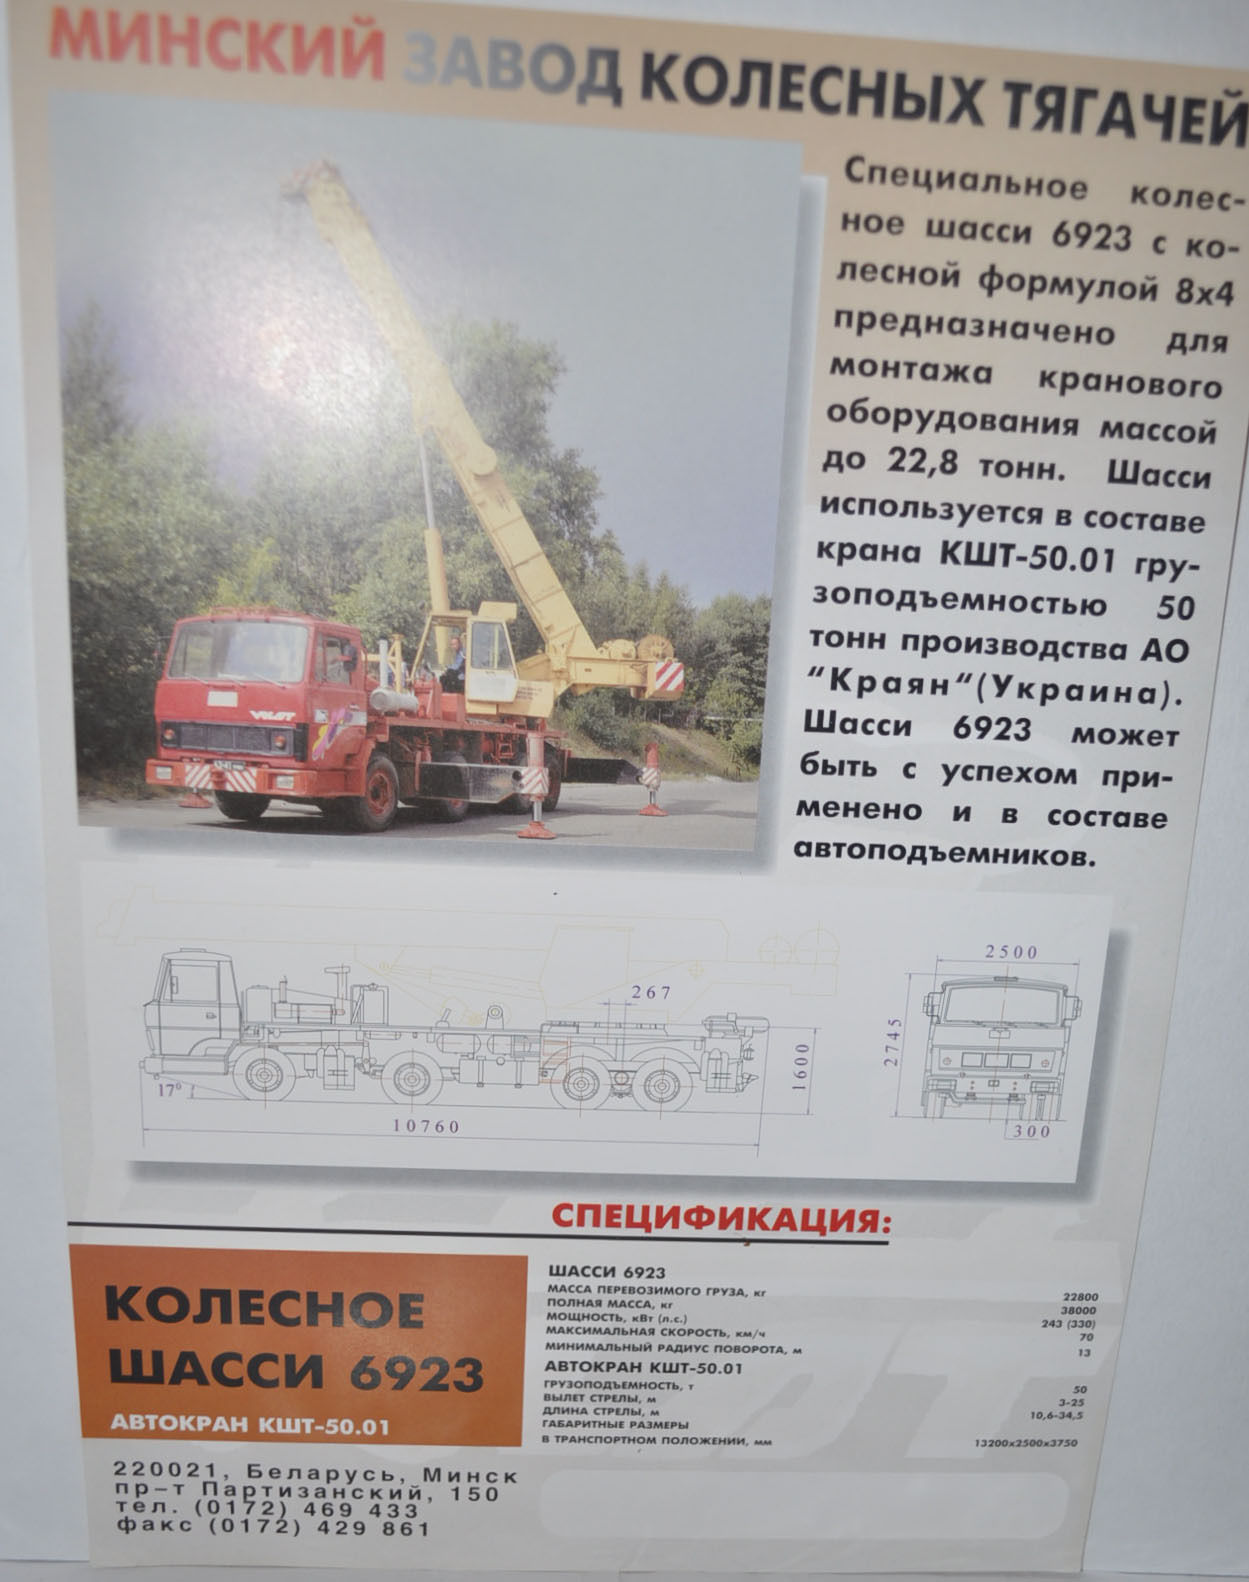 МИНСКИЙ ЗАВОД КОЛЕСНЫХ ТЯГАЧЕЙ
Специальное колес-
ное шасси 6923 с ко-
лесной формулой 8х4
предназначено для
монтажа кранового
оборудования массой
до 22,8 тонн. Шасси
используется в составе
крана КШТ-50.01 гру-
зоподъемностью 50
тонн производства АО
“Краян“(Украина).
Шасси 6923 может
быть с успехом при-
менено и в составе
автоподъемников.
VOLAT
267
2500
2745
1600
17°
10760
300
СПЕЦИФИКАЦИЯ:
КОЛЕСНОЕ
ШАССИ 6923
АВТОКРАН КШТ-50.01
ШАССИ 6923
МАССА ПЕРЕВОЗИМОГО ГРУЗА, кг 22800
ПОЛНАЯ МАССА, кг 38000
МОЩНОСТЬ, кВт (л.с.) 243 (330)
МАКСИМАЛЬНАЯ СКОРОСТЬ, км/ч 70
МИНИМАЛЬНЫЙ РАДИУС ПОВОРОТА, м 13
АВТОКРАН КШТ-50.01
ГРУЗОПОДЪЕМНОСТЬ, т 50
ВЫЛЕТ СТРЕЛЫ, м 3-25
ДЛИНА СТРЕЛЫ, м 10,6-34,5
ГАБАРИТНЫЕ РАЗМЕРЫ
В ТРАНСПОРТНОМ ПОЛОЖЕНИИ, мм 13200х2500х3750
220021, Беларусь, Минск
пр-т Партизанский, 150
тел. (0172) 469 433
факс (0172) 429 861